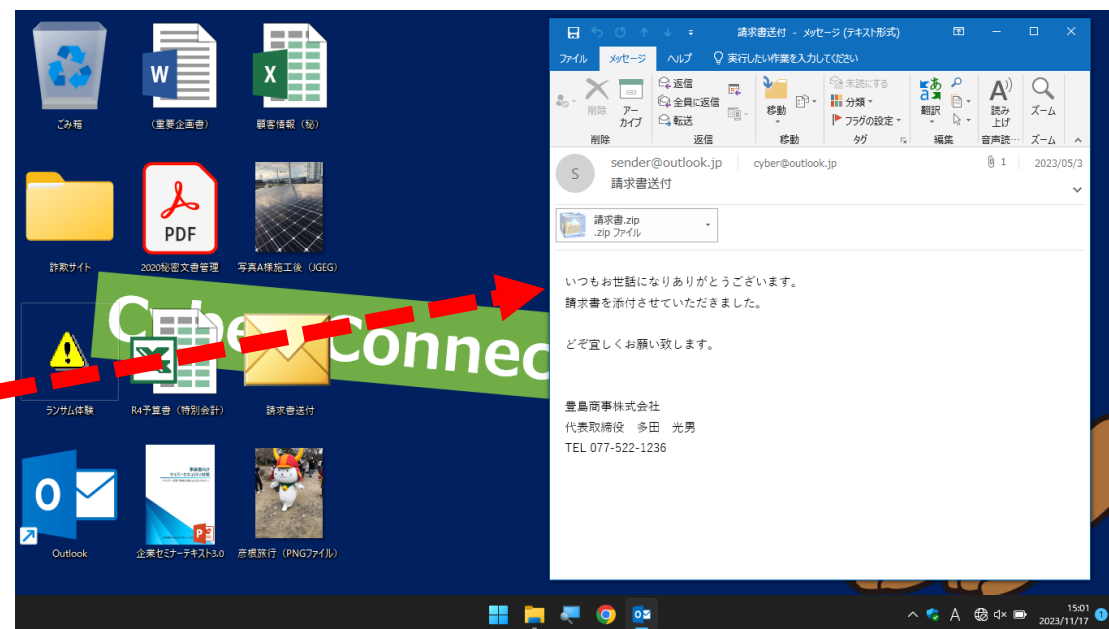 ごみ箱
W
(重要企画書)
X
顧客情報（秘）
詐欺サイト
PDF
2020秘密文書管理
写真A様施工後（JGEG）
Cyber Connec
ランサム体験
R4予算書（特別会計）
請求書送付
Outlook
企業セミナーテキスト3.0
彦根旅行（PNGファイル）
請求書送付 - メッセージ (テキスト形式)
ファイル メッセージ ヘルプ 実行したい作業を入力してください
削除
アーカイブ
返信
全員に返信
転送
移動
未読にする
分類
フラグの設定
翻訳
読み上げ
ズーム
削除 返信 移動 タグ 編集 音声読… ズーム
S
sender@outlook.jp cyber@outlook.jp 1 2023/05/3
請求書送付
請求書.zip
.zip ファイル
いつもお世話になりありがとうございます。
請求書を添付させていただきました。
どぞ宜しくお願い致します。
豊島商事株式会社
代表取締役　多田　光男
TEL 077-522-1236
A
15:01
2023/11/17
1